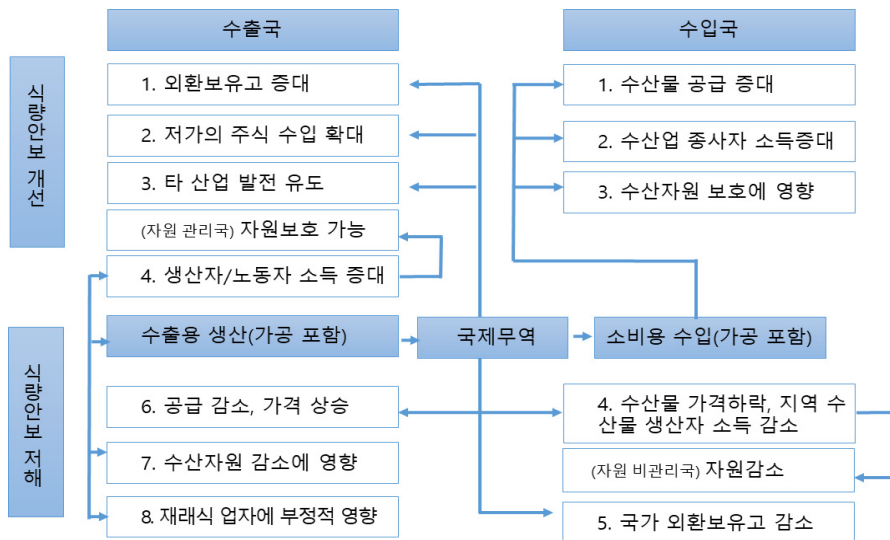 수출국
수입국
식량안보 개선
1. 외환보유고 증대
2. 저가의 주식 수입 확대
3. 타 산업 발전 유도
(자원 관리국) 자원보호 가능
4. 생산자/노동자 소득 증대
1. 수산물 공급 증대
2. 수산업 종사자 소득증대
3. 수산자원 보호에 영향
수출용 생산(가공 포함)
국제무역
소비용 수입(가공 포함)
식량안보 저해
6. 공급 감소, 가격 상승
7. 수산자원 감소에 영향
8. 재래식 업자에 부정적 영향
4. 수산물 가격하락, 지역 수
산물 생산자 소득 감소
(자원 비관리국) 자원감소
5. 국가 외환보유고 감소